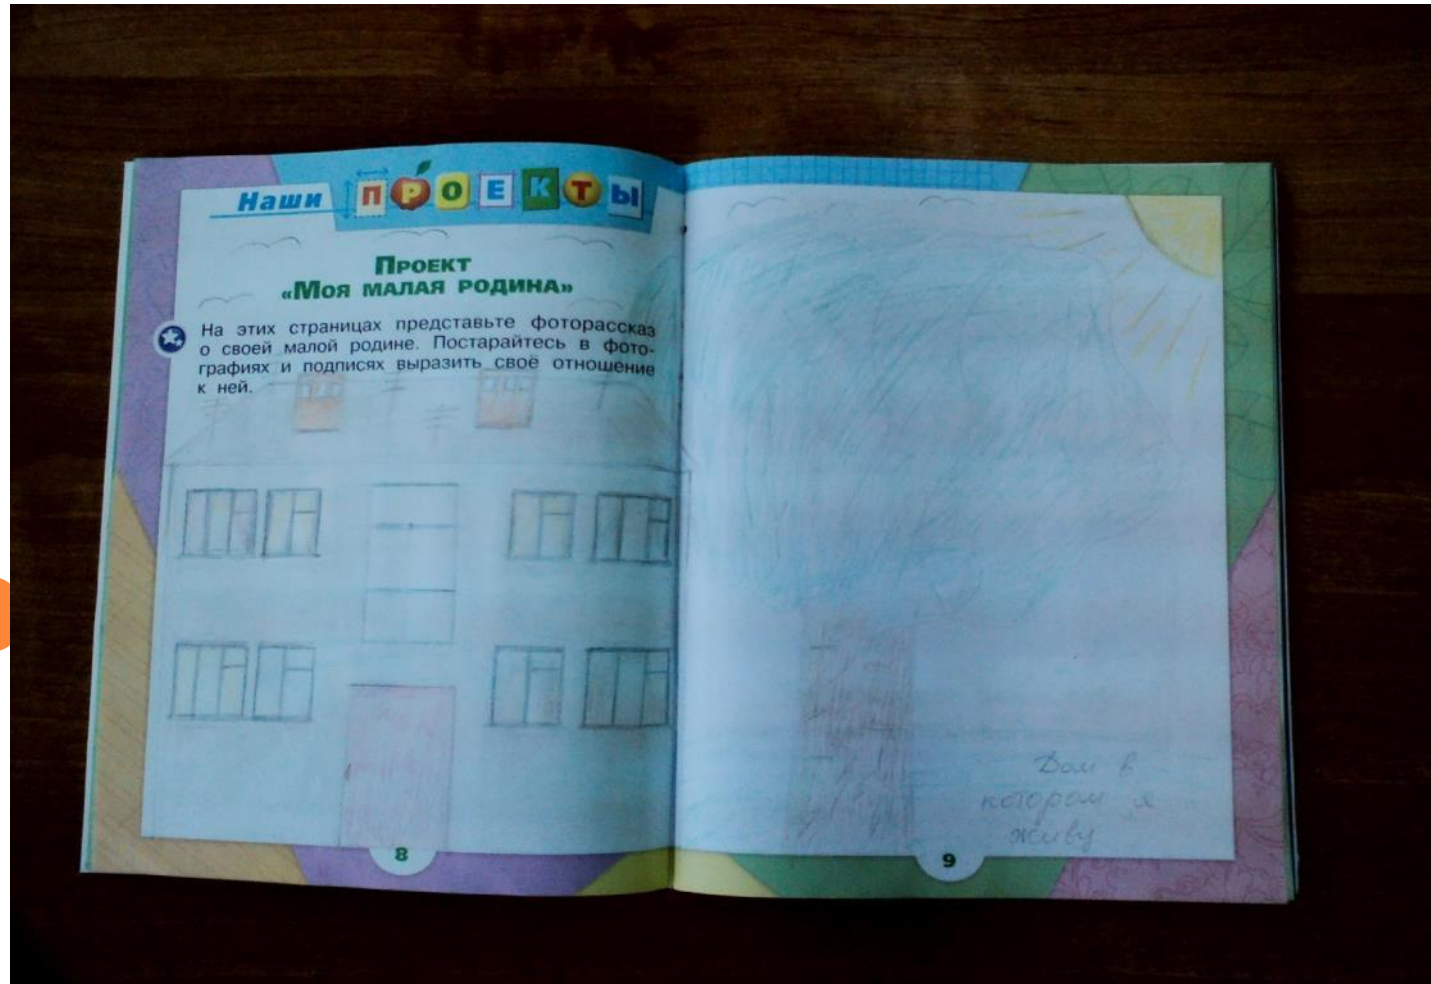 Наши ПРОЕКТЫ
ПРОЕКТ
«МОЯ МАЛАЯ РОДИНА»
На этих страницах представьте фоторассказ
о своей малой родине. Постарайтесь в фото-
графиях и подписях выразить своё отношение
к ней.
8
Дом в
котором я
живу
9